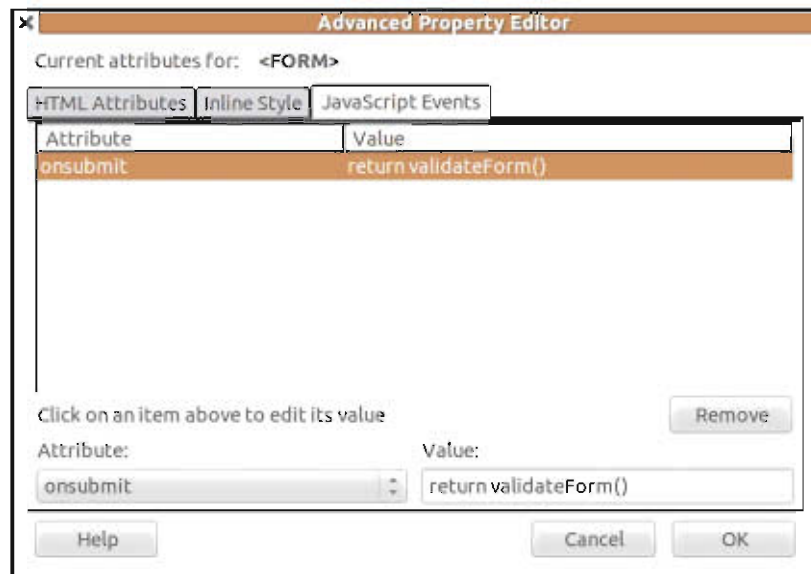 Advanced Property Editor
Current attributes for: <FORM>
HTML Attributes Inline Style JavaScript Events
Attribute Value
onsubmit return validateForm()
Click on an item above to edit its value Remove
Attribute: Value:
onsubmit return validateForm()
Help Cancel OK